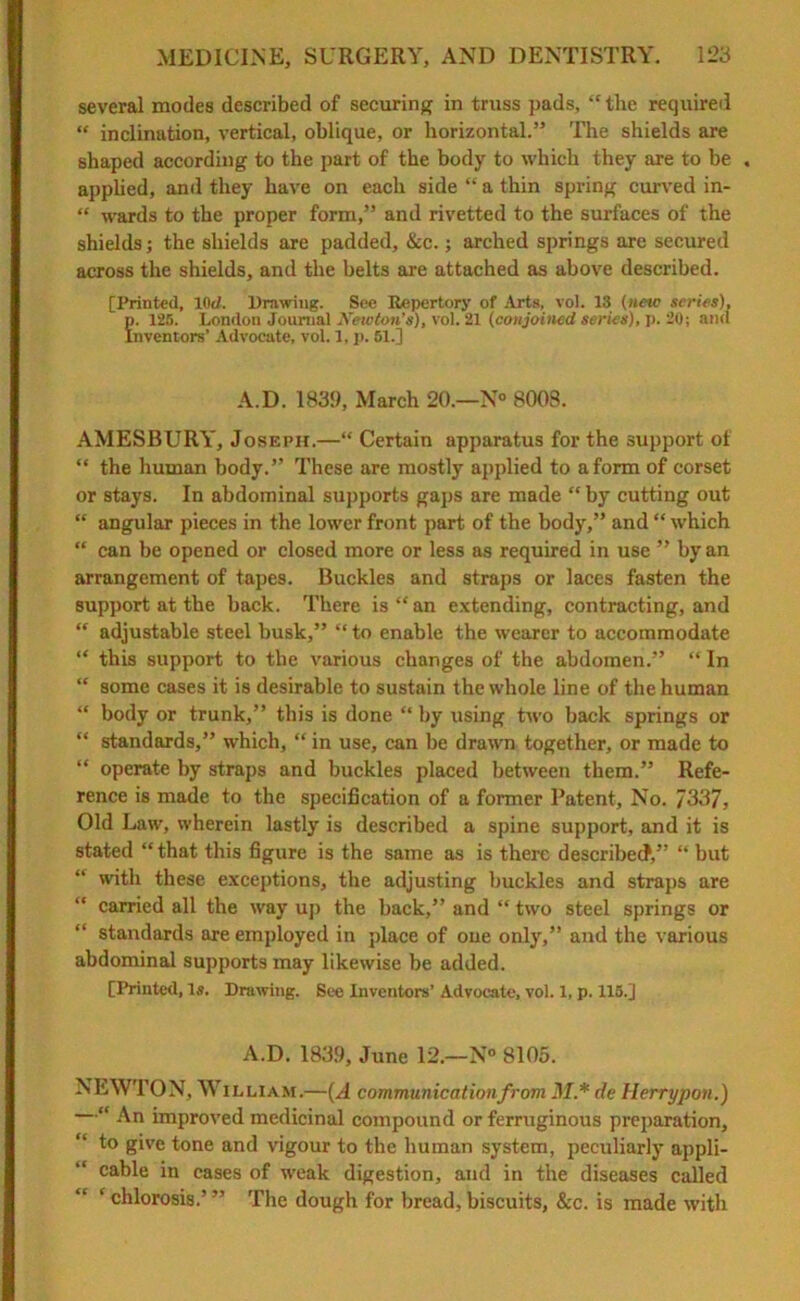 MEDICINE, SURGERY, AND DENTISTRY. 123
several modes described of securing in truss pads, “the required
“ inclination, vertical, oblique, or horizontal.” The shields are
shaped according to the part of the body to which they are to be
applied, and they have on each side “ a thin spring curved in-
“ wards to the proper form,” and rivetted to the surfaces of the
shields; the shields are padded, &c. ; arched springs are secured
across the shields, and the belts are attached as above described.
[Printed, 10d. Drawing. See Repertory of Arts, vol. 13 (new series),
p. 125. London Journal Newton’s), vol. 21 (conjoined series), p. 20; and
Inventors’ Advocate, vol. 1, p. 51.]
A.D. 1839, March 20.—N° 8008.
AMESBURY, Joseph.—“ Certain apparatus for the support of
“ the human body.” These are mostly applied to a form of corset
or stays. In abdominal supports gaps are made “ by cutting out
“ angular pieces in the lower front part of the body,” and “ which
“ can be opened or closed more or less as required in use ” by an
arrangement of tapes. Buckles and straps or laces fasten the
support at the back. There is “ an extending, contracting, and
“ adjustable steel busk,” “ to enable the wearer to accommodate
“ this support to the various changes of the abdomen.” “ In
“ some cases it is desirable to sustain the whole line of the human
“ body or trunk,” this is done “ by using two back springs or
“ standards,” which, “ in use, can be drawn together, or made to
“ operate by straps and buckles placed between them.” Refe-
rence is made to the specification of a former Patent, No. 7337,
Old Law, wherein lastly is described a spine support, and it is
stated “ that this figure is the same as is there described,” “ but
“ with these exceptions, the adjusting buckles and straps are
“ carried all the way up the back,” and “ two steel springs or
“ standards are employed in place of one only,” and the various
abdominal supports may likewise be added.
[Printed, 1s. Drawing. See Inventors’ Advocate, vol. 1, p. 115.]
A.D. 1839, June 12.—N° 8105.
NEWTON, William.—(A communication from M.* de Herrypon.)
—“ An improved medicinal compound or ferruginous preparation,
“ to give tone and vigour to the human system, peculiarly appli-
“ cable in cases of weak digestion, and in the diseases called
“ ‘ chlorosis.’ ” The dough for bread, biscuits, &c. is made with